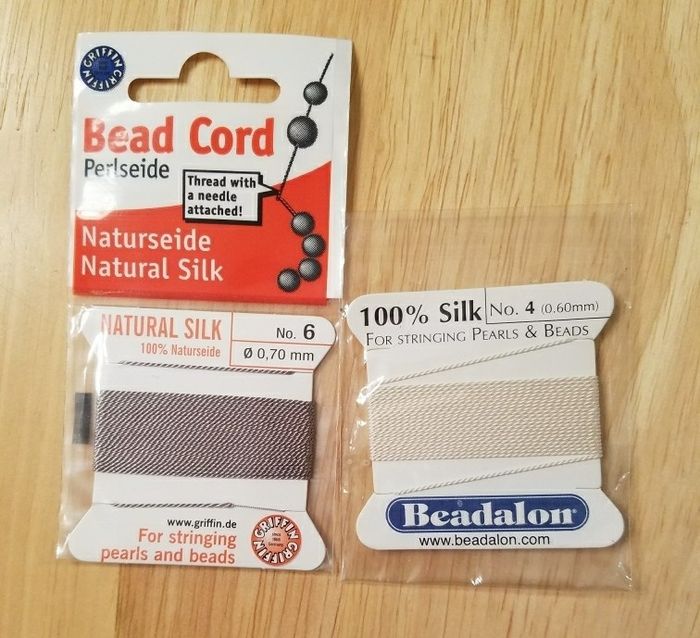 GRIFFIN GRIFFIN
Bead Cord
Perlseide
Thread with
a needle
attached!
Naturseide
Natural Silk
NATURAL SILK
100% Naturseide
No. 6
Ø 0,70 mm
www.griffin.de
For stringing
pearls and beads
GRIFFIN GRIFFIN
100% Silk No. 4 (0.60mm)
FOR STRINGING PEARLS & BEADS
Beadalon®
www.beadalon.com